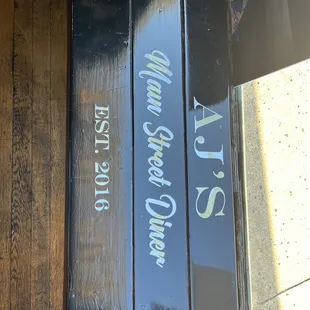 AJ'S
Main Street Diner
EST. 2016